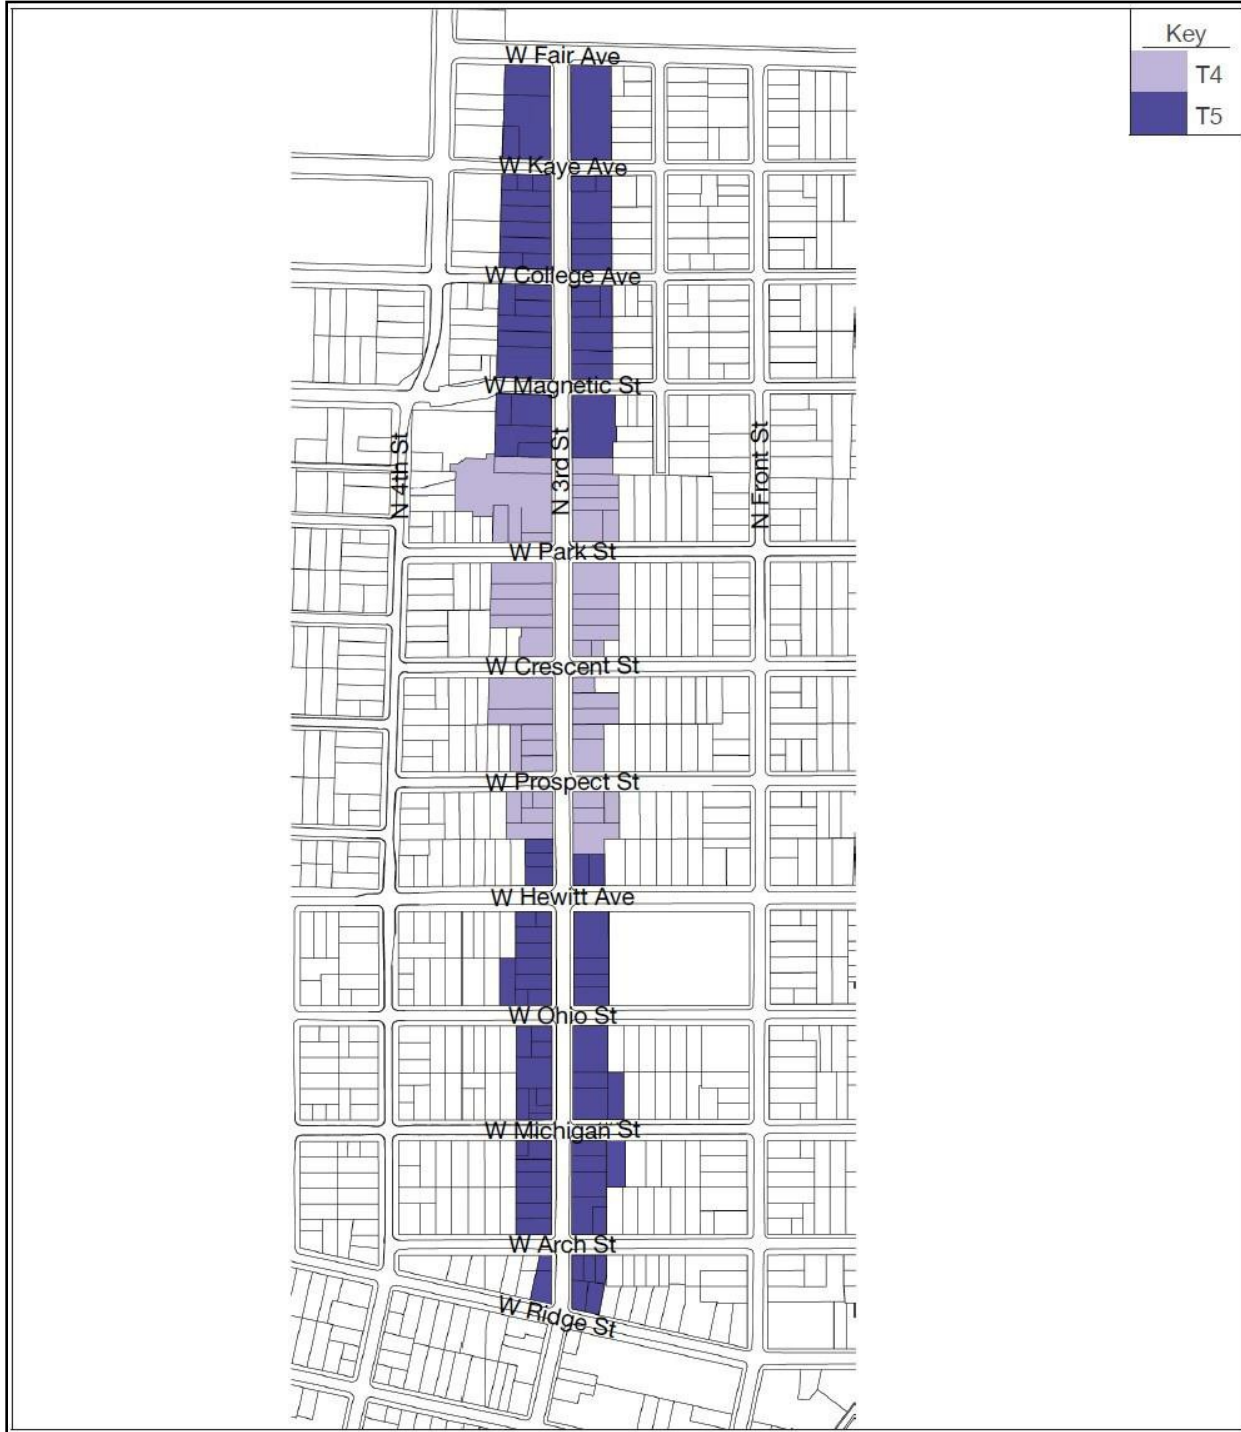 Key
T4
T5
W Fair Ave
W Kaye Ave
W College Ave
W Magnetic St
N 4th St
N 3rd St
N Front St
W Park St
W Crescent St
W Prospect St
W Hewitt Ave
W Ohio St
W Michigan St
W Arch St
W Ridge St